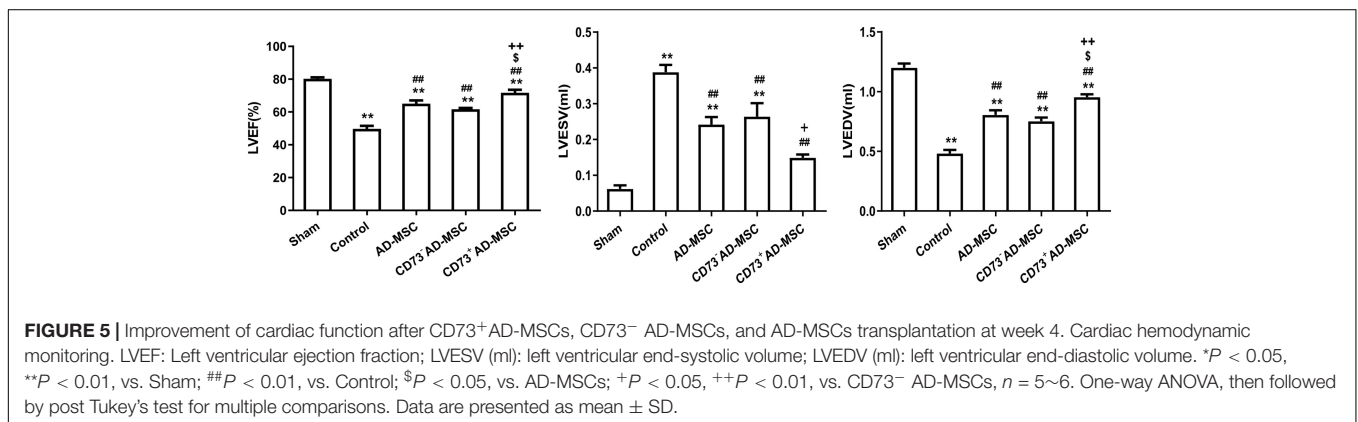 100
80
60
40
20
0
LVEF(%)
**
##
**
##
**
++
$
##
**
Sham
Control
AD-MSC
CD73⁻AD-MSC
CD73⁺AD-MSC
0.5
0.4
0.3
0.2
0.1
0.0
LVESV(ml)
**
##
**
##
**
+
##
Sham
Control
AD-MSC
CD73⁻AD-MSC
CD73⁺AD-MSC
1.5
1.0
0.5
0.0
LVEDV(ml)
**
##
**
##
**
++
$
##
**
Sham
Control
AD-MSC
CD73⁻AD-MSC
CD73⁺AD-MSC
FIGURE 5 | Improvement of cardiac function after CD73⁺AD-MSCs, CD73⁻ AD-MSCs, and AD-MSCs transplantation at week 4. Cardiac hemodynamic
monitoring. LVEF: Left ventricular ejection fraction; LVESV (ml): left ventricular end-systolic volume; LVEDV (ml): left ventricular end-diastolic volume. *P < 0.05,
**P < 0.01, vs. Sham; ##P < 0.01, vs. Control; $P < 0.05, vs. AD-MSCs; +P < 0.05, ++P < 0.01, vs. CD73⁻ AD-MSCs, n = 5~6. One-way ANOVA, then followed
by post Tukey's test for multiple comparisons. Data are presented as mean ± SD.